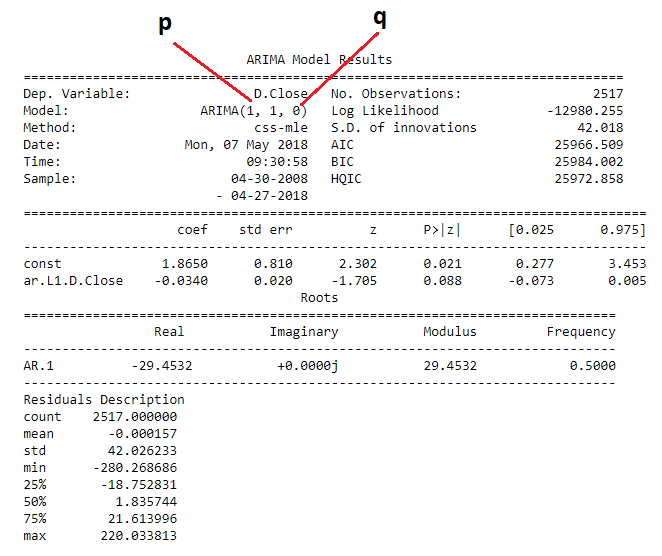 p q
ARIMA Model Results
==============================================================================
Dep. Variable: D.Close No. Observations: 2517
Model: ARIMA(1, 1, 0) Log Likelihood -12980.255
Method: css-mle S.D. of innovations 42.018
Date: Mon, 07 May 2018 AIC 25966.509
Time: 09:30:58 BIC 25984.002
Sample: 04-30-2008 HQIC 25972.858
- 04-27-2018
=================================================================================
coef std err z P>|z| [0.025 0.975]
---------------------------------------------------------------------------------
const 1.8650 0.810 2.302 0.021 0.277 3.453
ar.L1.D.Close -0.0340 0.020 -1.705 0.088 -0.073 0.005
Roots
=============================================================================
Real Imaginary Modulus Frequency
-----------------------------------------------------------------------------
AR.1 -29.4532 +0.0000j 29.4532 0.5000
-----------------------------------------------------------------------------
Residuals Description
count 2517.000000
mean -0.000157
std 42.026233
min -280.268686
25% -18.752831
50% 1.835744
75% 21.613996
max 220.033813